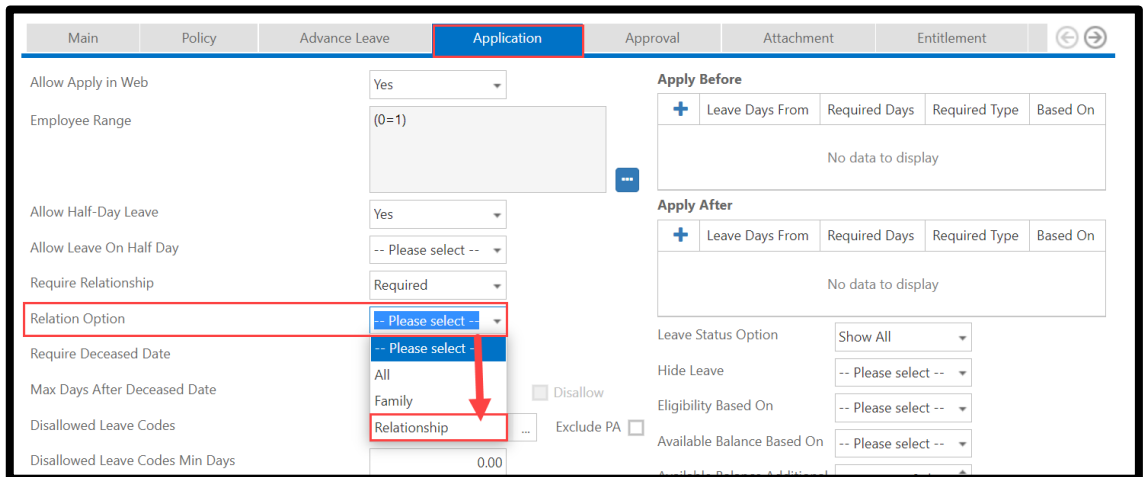 Main Policy Advance Leave Application Approval Attachment Entitlement
Allow Apply in Web Yes
Employee Range (0=1)
Allow Half-Day Leave Yes
Allow Leave On Half Day -- Please select --
Require Relationship Required
Relation Option -- Please select --
-- Please select -
All
Family
Relationship
Require Deceased Date
Max Days After Deceased Date Disallow
Disallowed Leave Codes ... Exclude PA
Disallowed Leave Codes Min Days 0.00
Apply Before
Leave Days From Required Days Required Type Based On
No data to display
Apply After
Leave Days From Required Days Required Type Based On
No data to display
Leave Status Option Show All
Hide Leave -- Please select --
Eligibility Based On -- Please select --
Available Balance Based On -- Please select --
Available Balance Additional